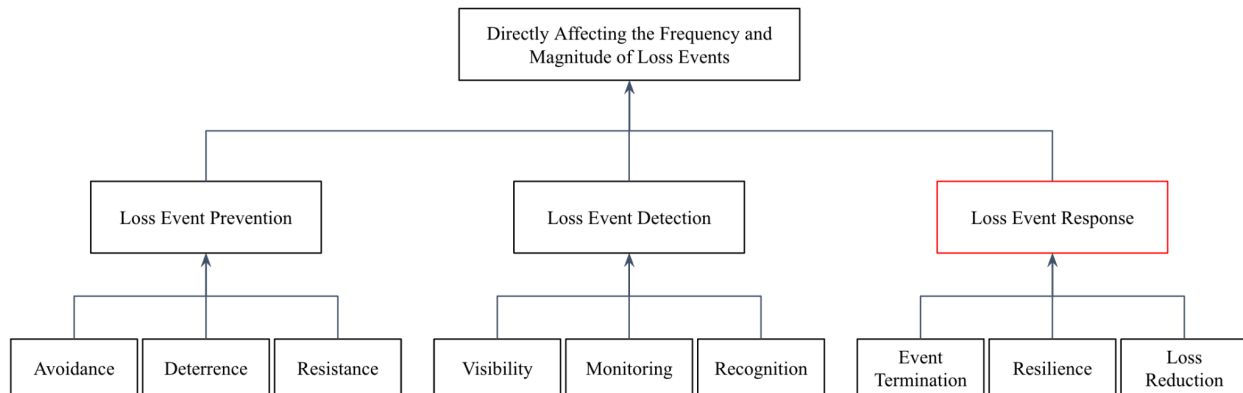 Directly Affecting the Frequency and
Magnitude of Loss Events
Loss Event Prevention
Loss Event Detection
Loss Event Response
Avoidance
Deterrence
Resistance
Visibility
Monitoring
Recognition
Event
Termination
Resilience
Loss
Reduction